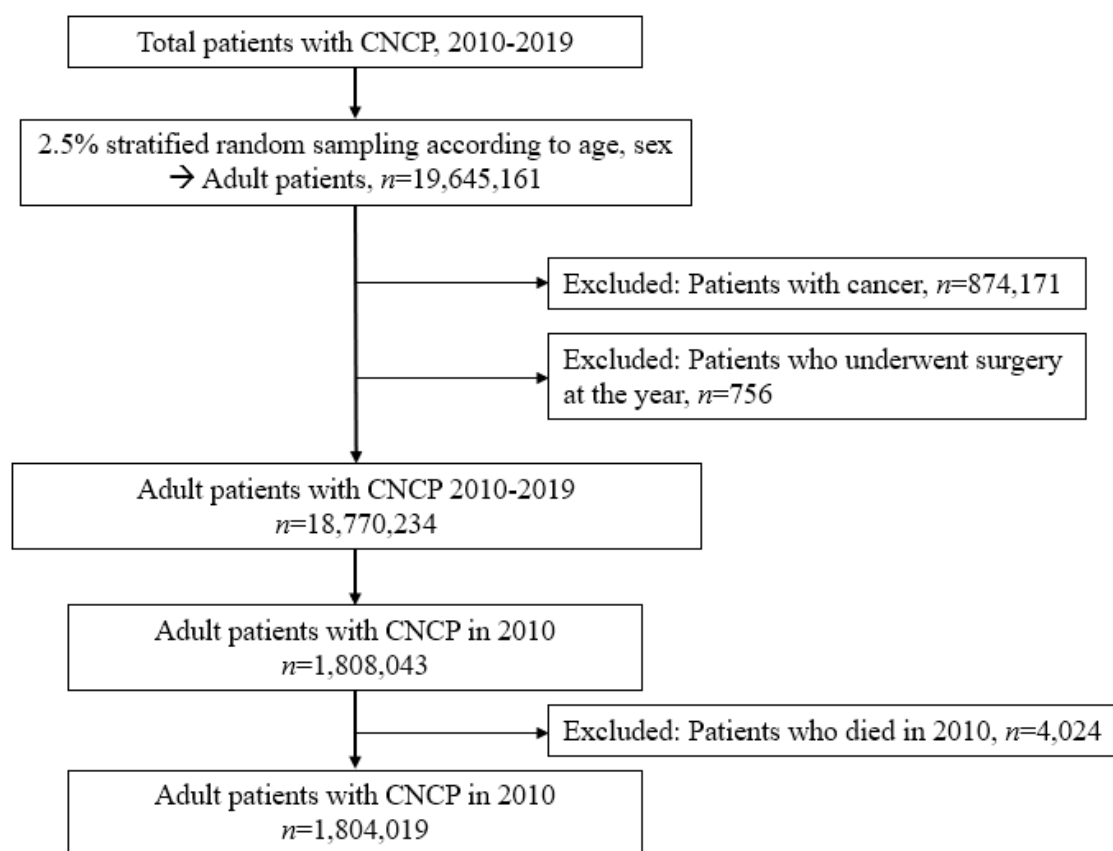 Total patients with CNCP, 2010-2019
2.5% stratified random sampling according to age, sex
→ Adult patients, n=19,645,161
Excluded: Patients with cancer, n=874,171
Excluded: Patients who underwent surgery
at the year, n=756
Adult patients with CNCP 2010-2019
n=18,770,234
Adult patients with CNCP in 2010
n=1,808,043
Excluded: Patients who died in 2010, n=4,024
Adult patients with CNCP in 2010
n=1,804,019